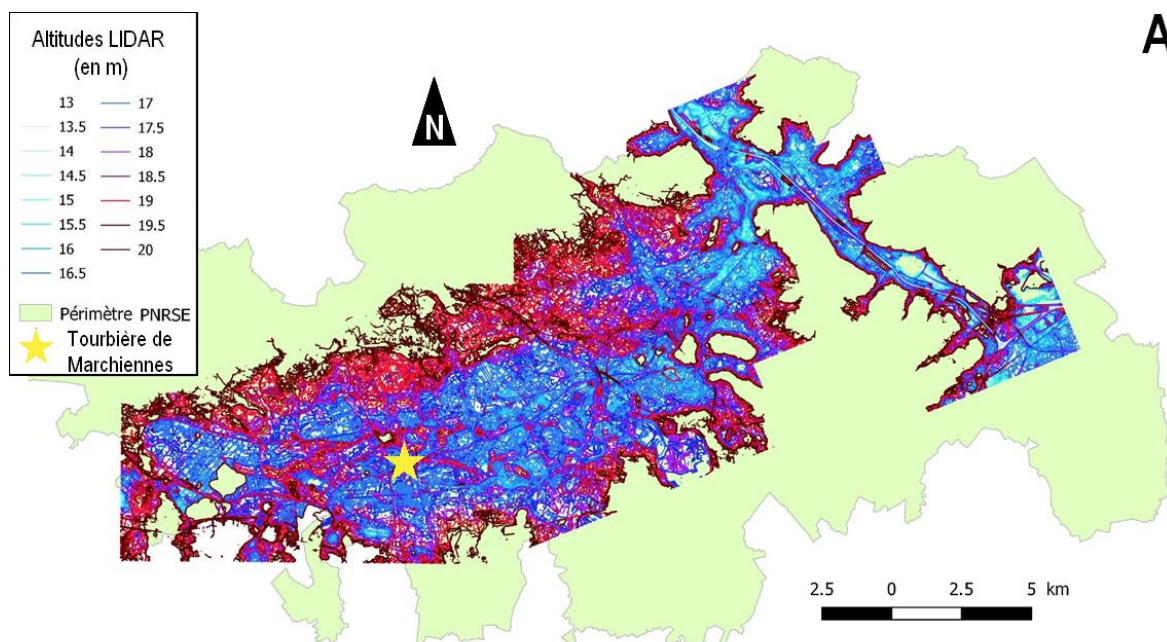 A
Altitudes LIDAR
(en m)
13 17
13.5 17.5
14 18
14.5 18.5
15 19
15.5 19.5
16 20
16.5
Périmètre PNRSE
Tourbière de
Marchiennes
N
2.5 0 2.5 5 km